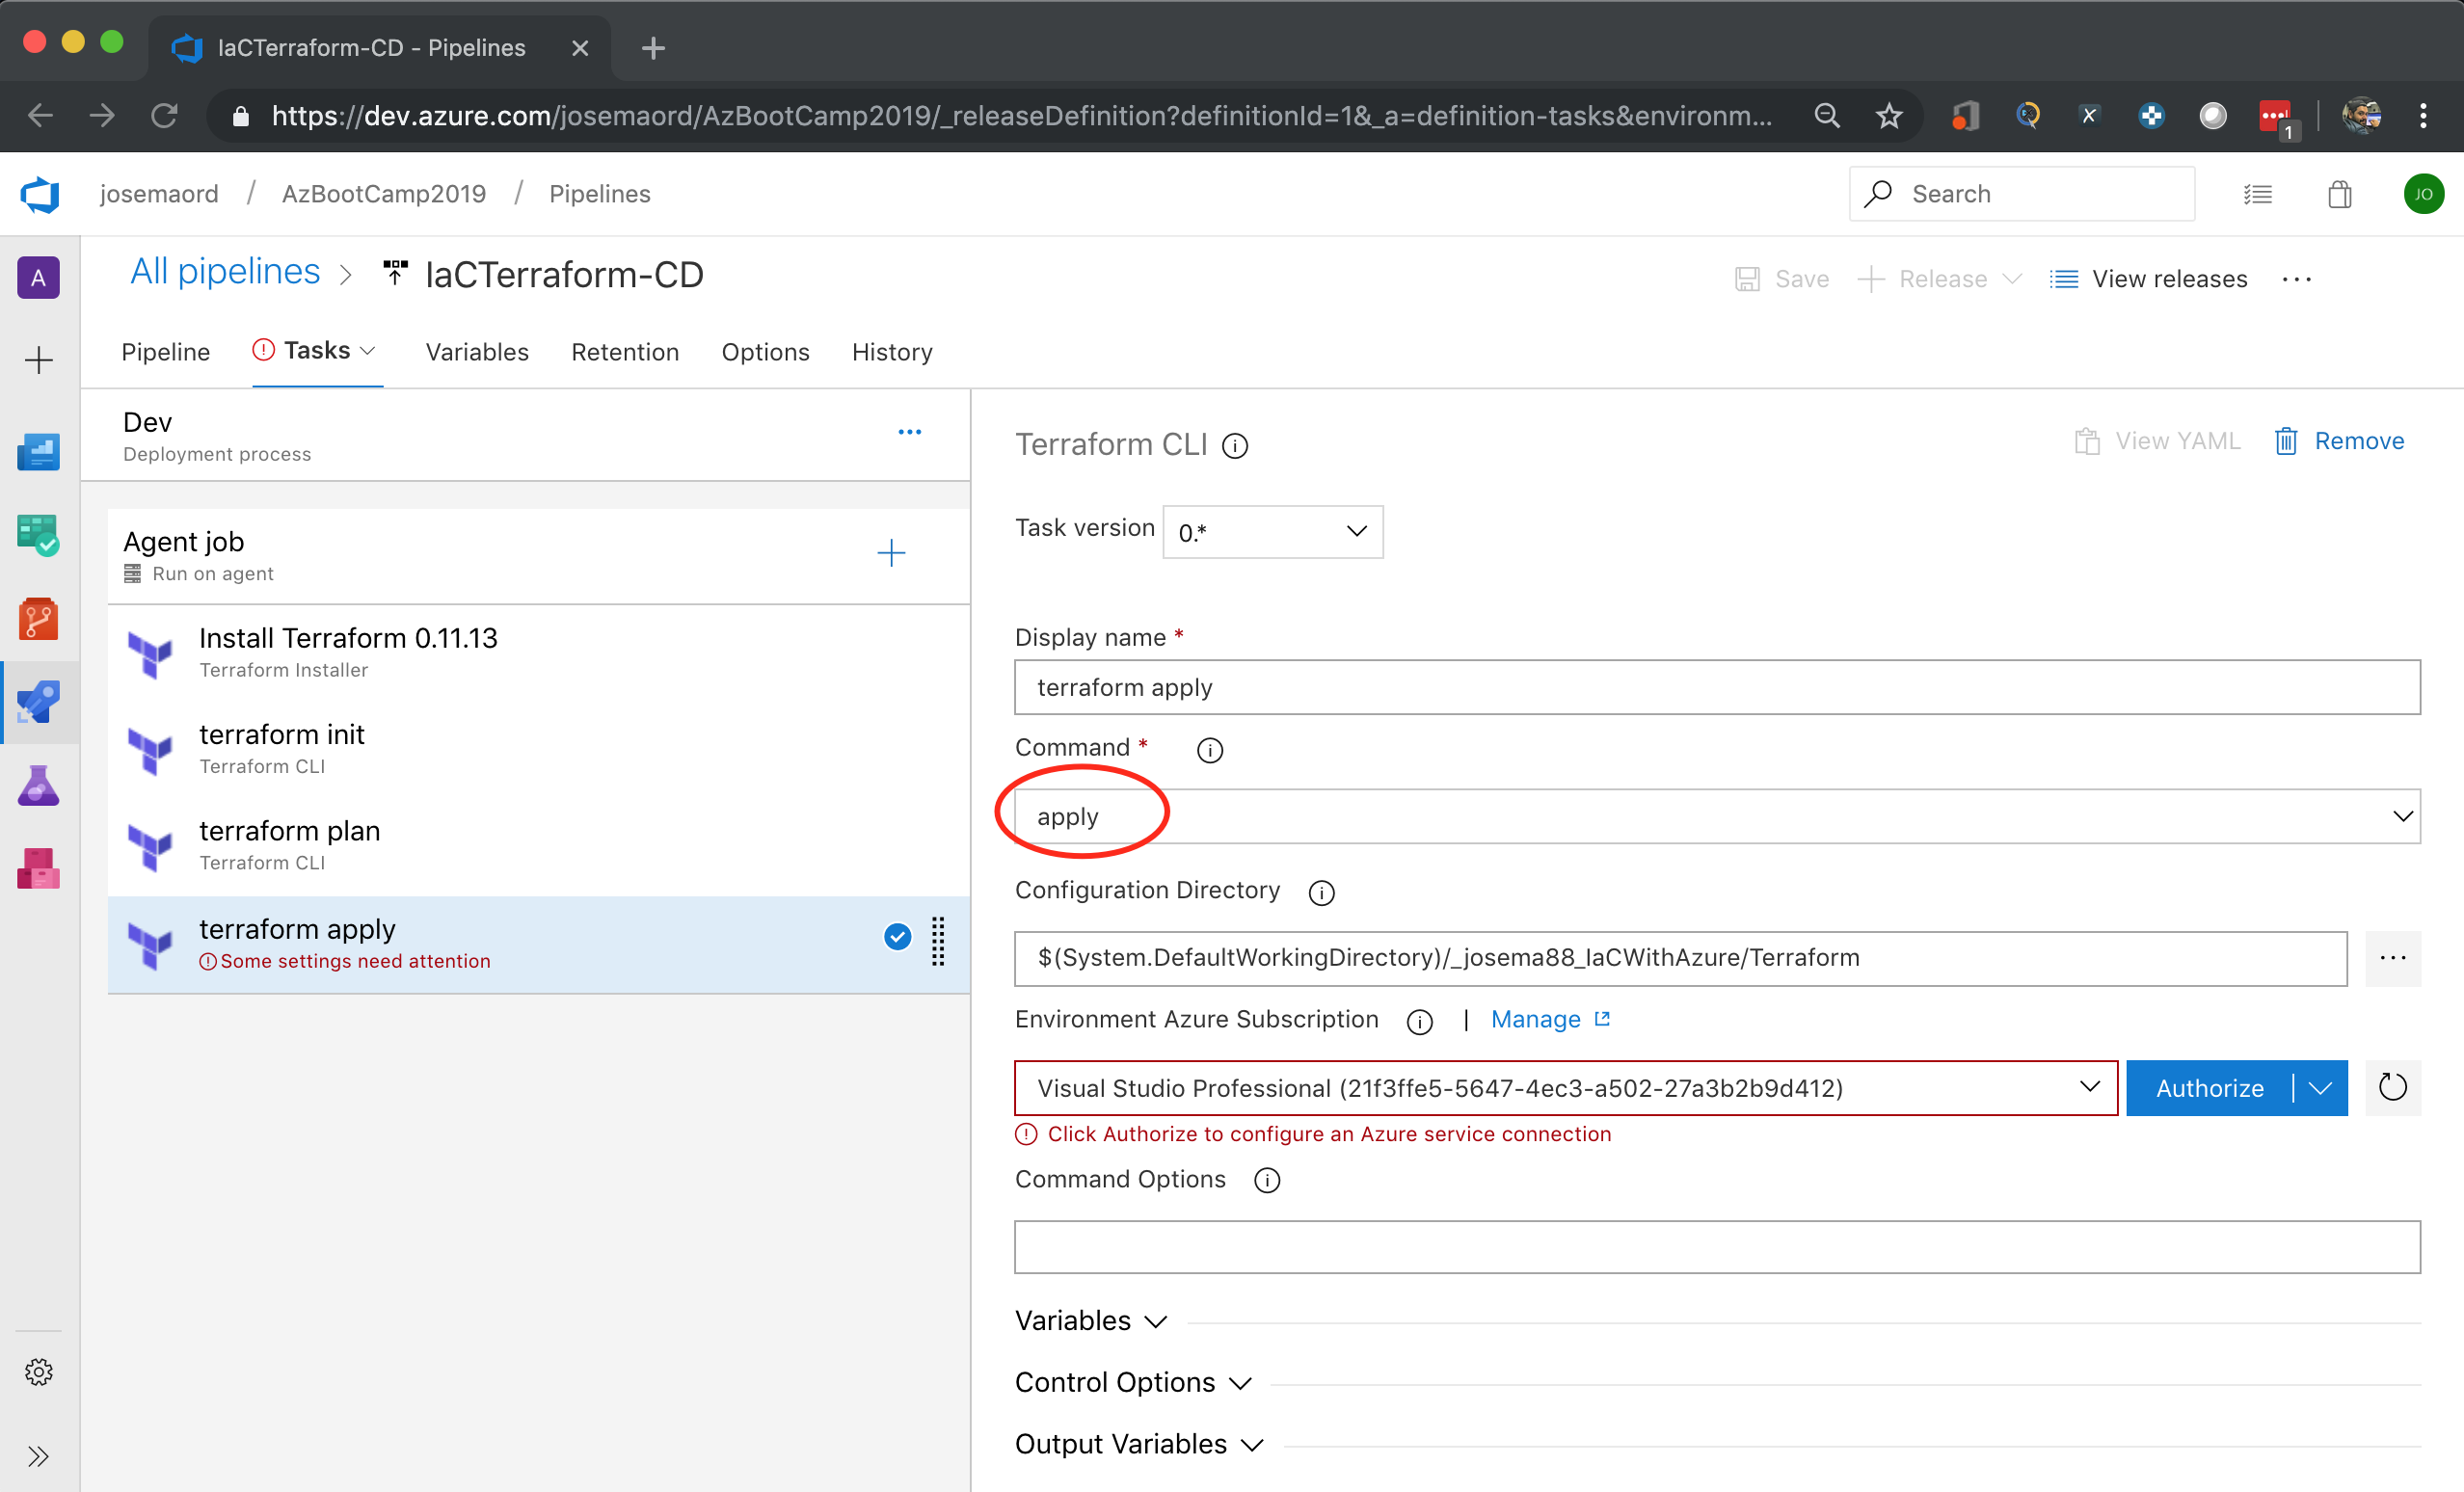 IaCTerraform-CD - Pipelines
https://dev.azure.com/josemaord/AzBootCamp2019/_releaseDefinition?definitionId=1&_a=definition-tasks&environm...
1
josemaord / AzBootCamp2019 / Pipelines
Search
JO
A
All pipelines > IaCTerraform-CD
Save
Release
View releases
...
Pipeline
Tasks
Variables
Retention
Options
History
Dev
Deployment process
...
Agent job
Run on agent
Install Terraform 0.11.13
Terraform Installer
terraform init
Terraform CLI
terraform plan
Terraform CLI
terraform apply
Some settings need attention
Terraform CLI
View YAML
Remove
Task version
0.*
Display name *
terraform apply
Command *
apply
Configuration Directory
$(System.DefaultWorkingDirectory)/_josema88_IaCWithAzure/Terraform
...
Environment Azure Subscription | Manage
Visual Studio Professional (21f3ffe5-5647-4ec3-a502-27a3b2b9d412)
Authorize
Click Authorize to configure an Azure service connection
Command Options
Variables
Control Options
Output Variables